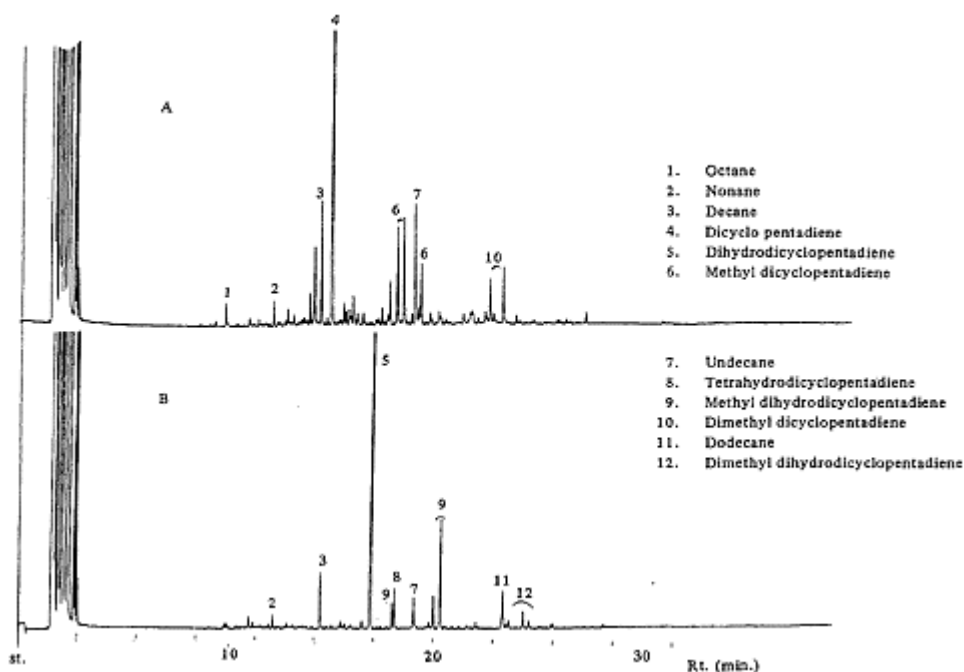 4
A
3
6
7
6
10
1
2
1. Octane
2. Nonane
3. Decane
4. Dicyclo pentadiene
5. Dihydrodicyclopentadiene
6. Methyl dicyclopentadiene
B
5
9
3
8
9
7
2
11
12
7. Undecane
8. Tetrahydrodicyclopentadiene
9. Methyl dihydrodicyclopentadiene
10. Dimethyl dicyclopentadiene
11. Dodecane
12. Dimethyl dihydrodicyclopentadiene
st. 10 20 30 Rt. (min.)